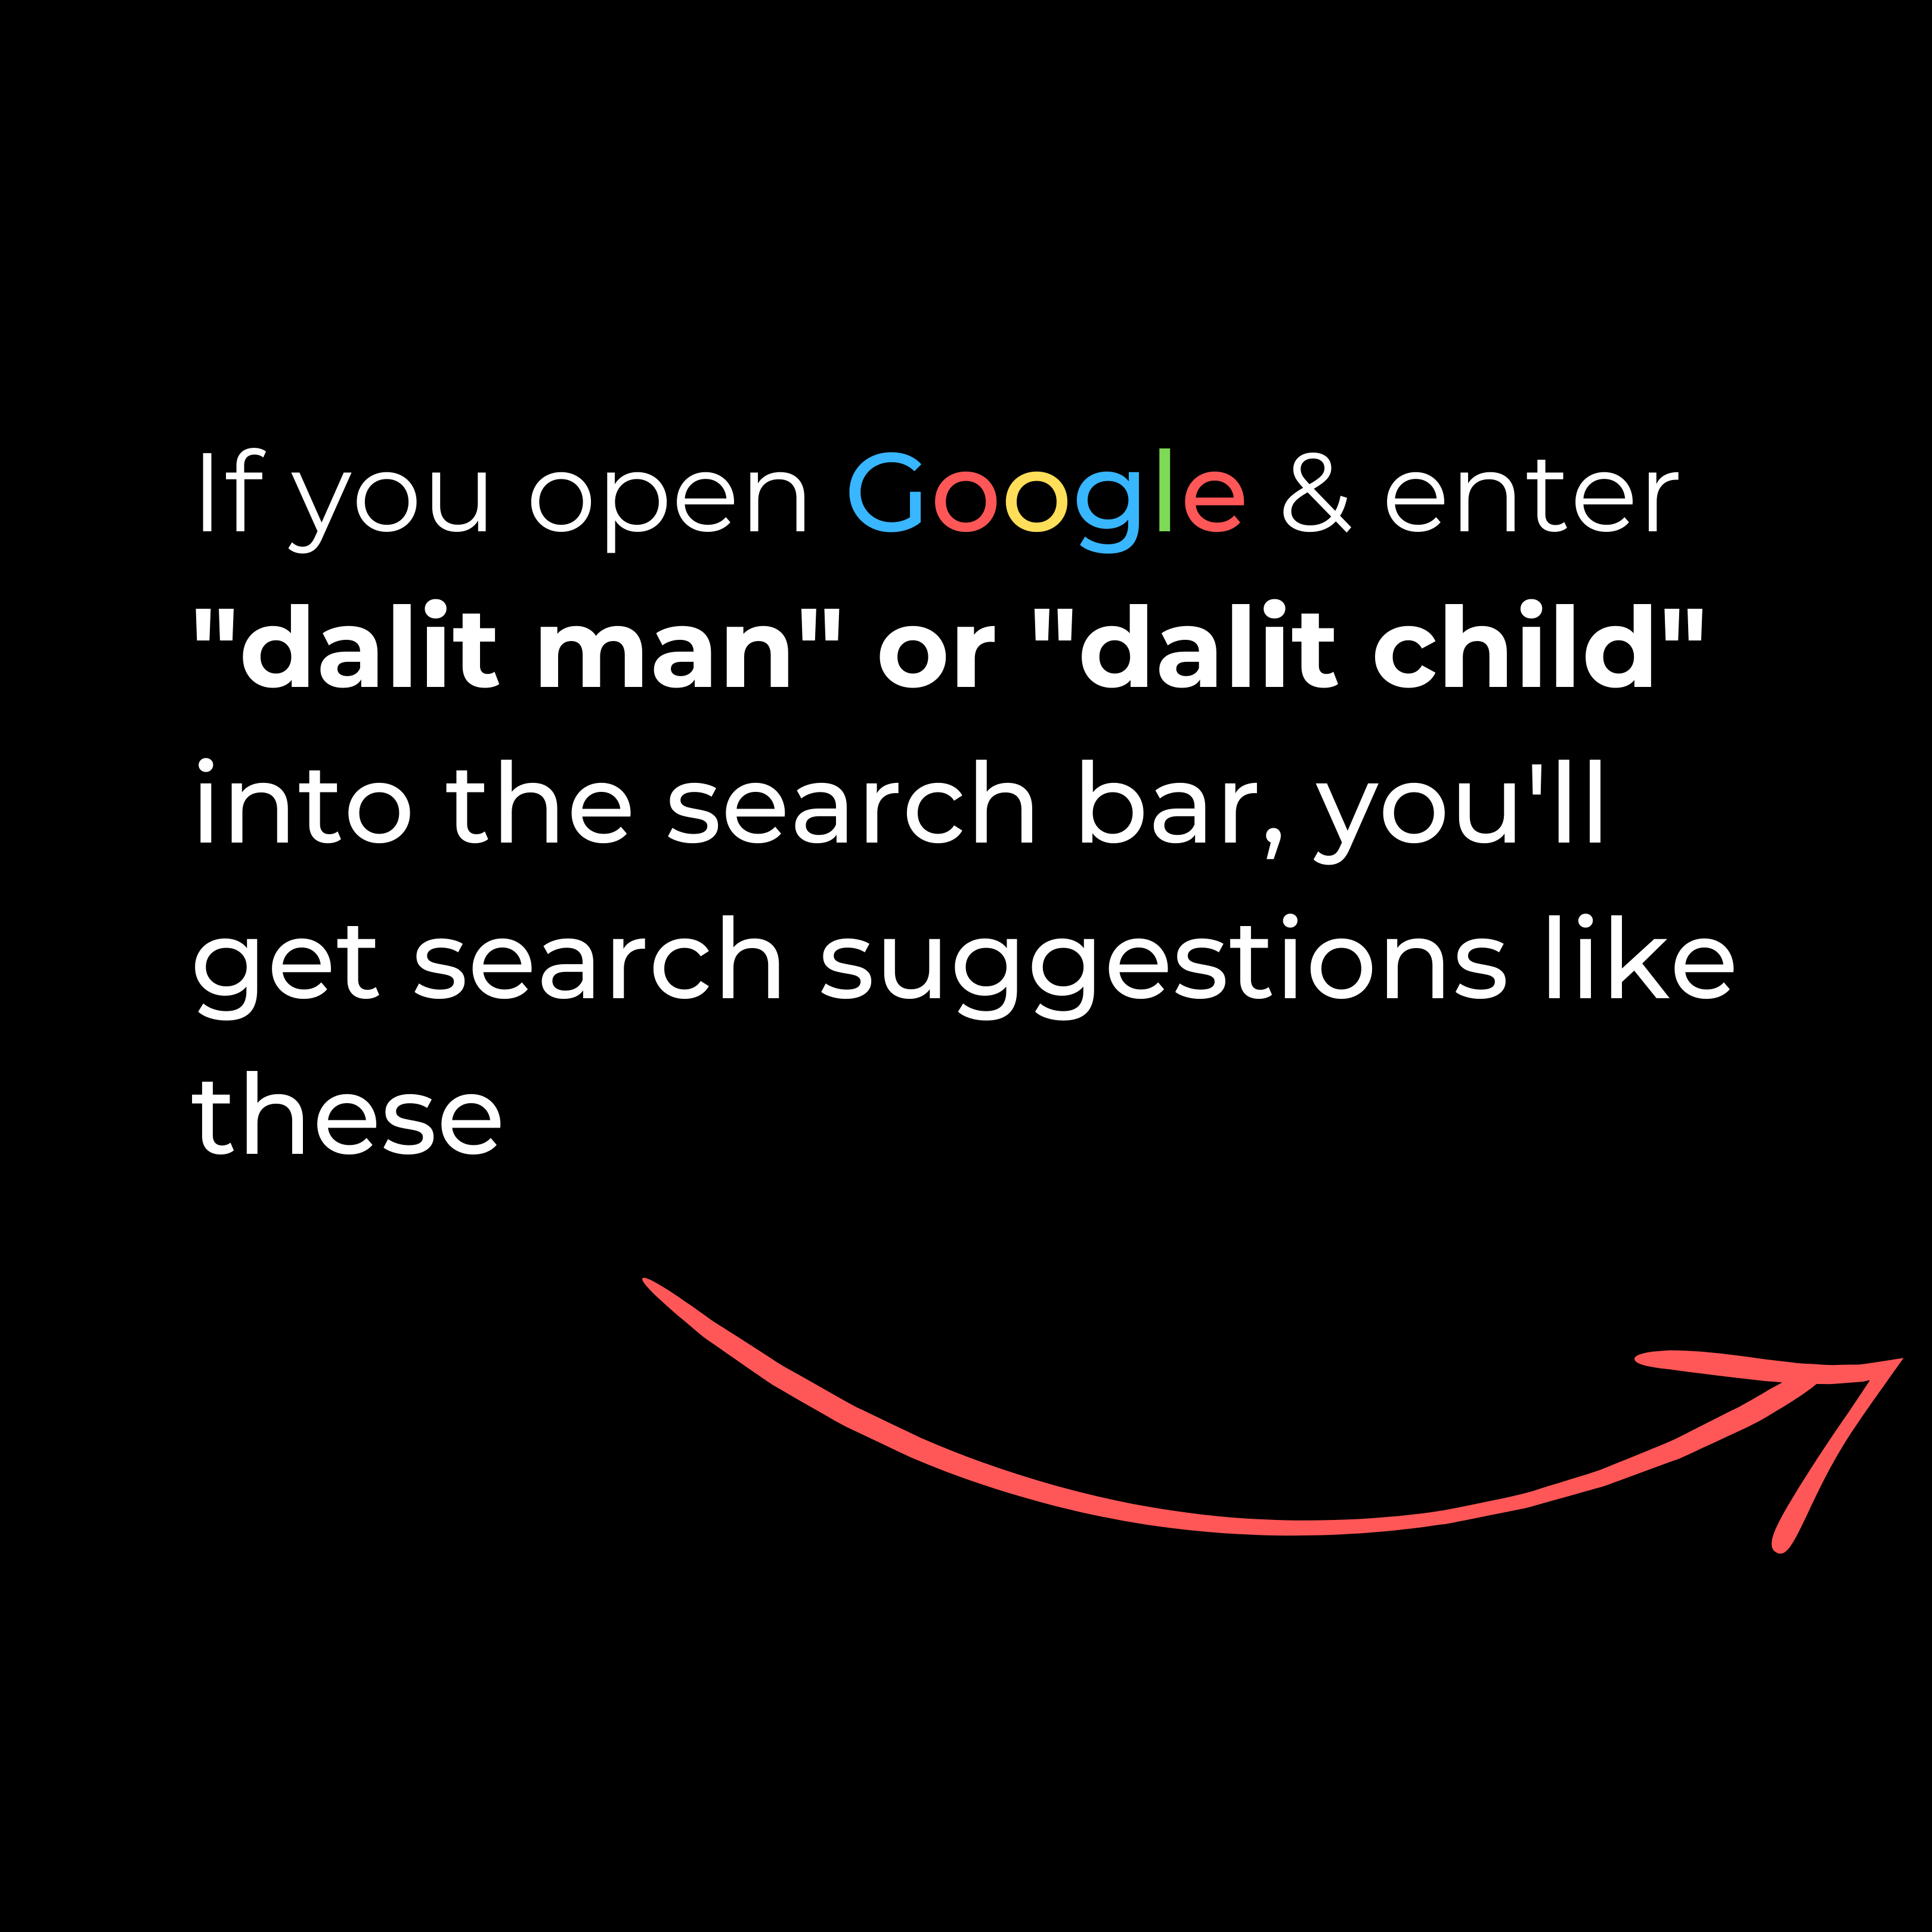 If you open Google & enter
"dalit man" or "dalit child"
into the search bar, you'll
get search suggestions like
these